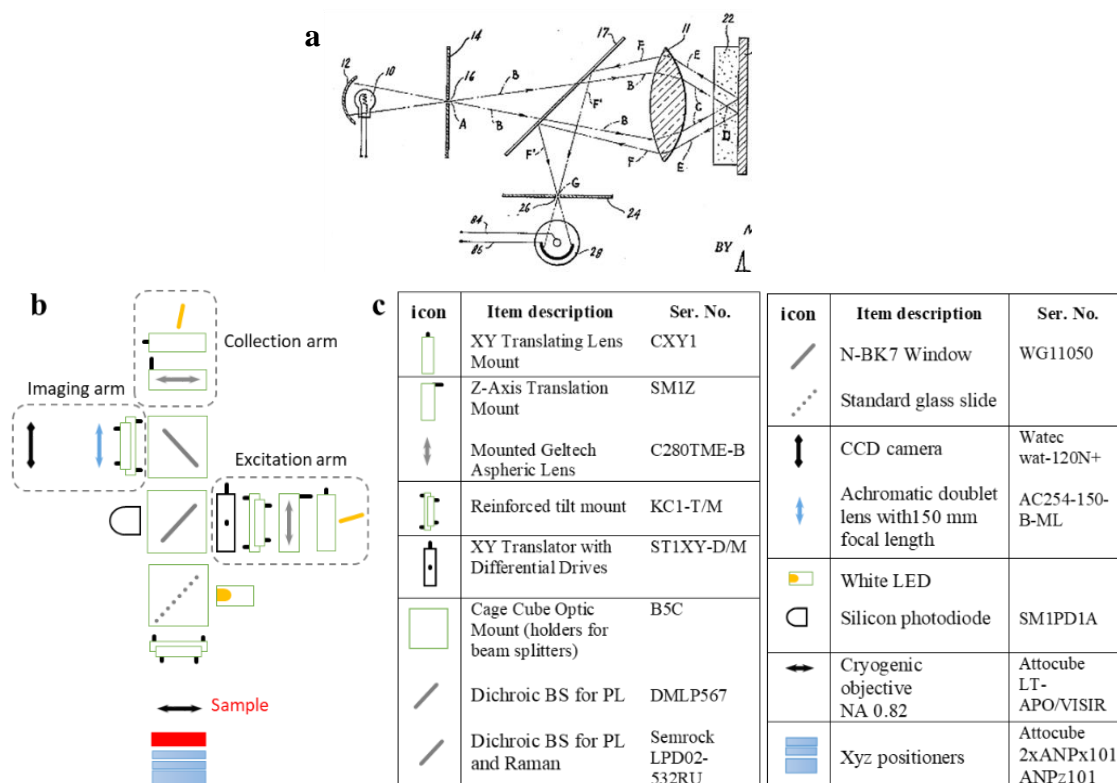 a
14
17
11
22
12
10
16
F
E
B
B
F'
C
A
B
B
D
F'
F
E
G
26
24
84
86
28
BY
b
Collection arm
Imaging arm
Excitation arm
Sample
c
icon Item description Ser. No.
XY Translating Lens CXY1
Mount
Z-Axis Translation SM1Z
Mount
Mounted Geltech C280TME-B
Aspheric Lens
Reinforced tilt mount KC1-T/M
XY Translator with ST1XY-D/M
Differential Drives
Cage Cube Optic B5C
Mount (holders for
beam splitters)
Dichroic BS for PL DMLP567
Dichroic BS for PL Semrock
and Raman LPD02-
532RU
icon Item description Ser. No.
N-BK7 Window WG11050
Standard glass slide
CCD camera Watec
wat-120N+
Achromatic doublet AC254-150-
lens with150 mm B-ML
focal length
White LED
Silicon photodiode SM1PD1A
Cryogenic Attocube
objective LT-
NA 0.82 APO/VISIR
Xyz positioners Attocube
2xANPx101
ANPz101